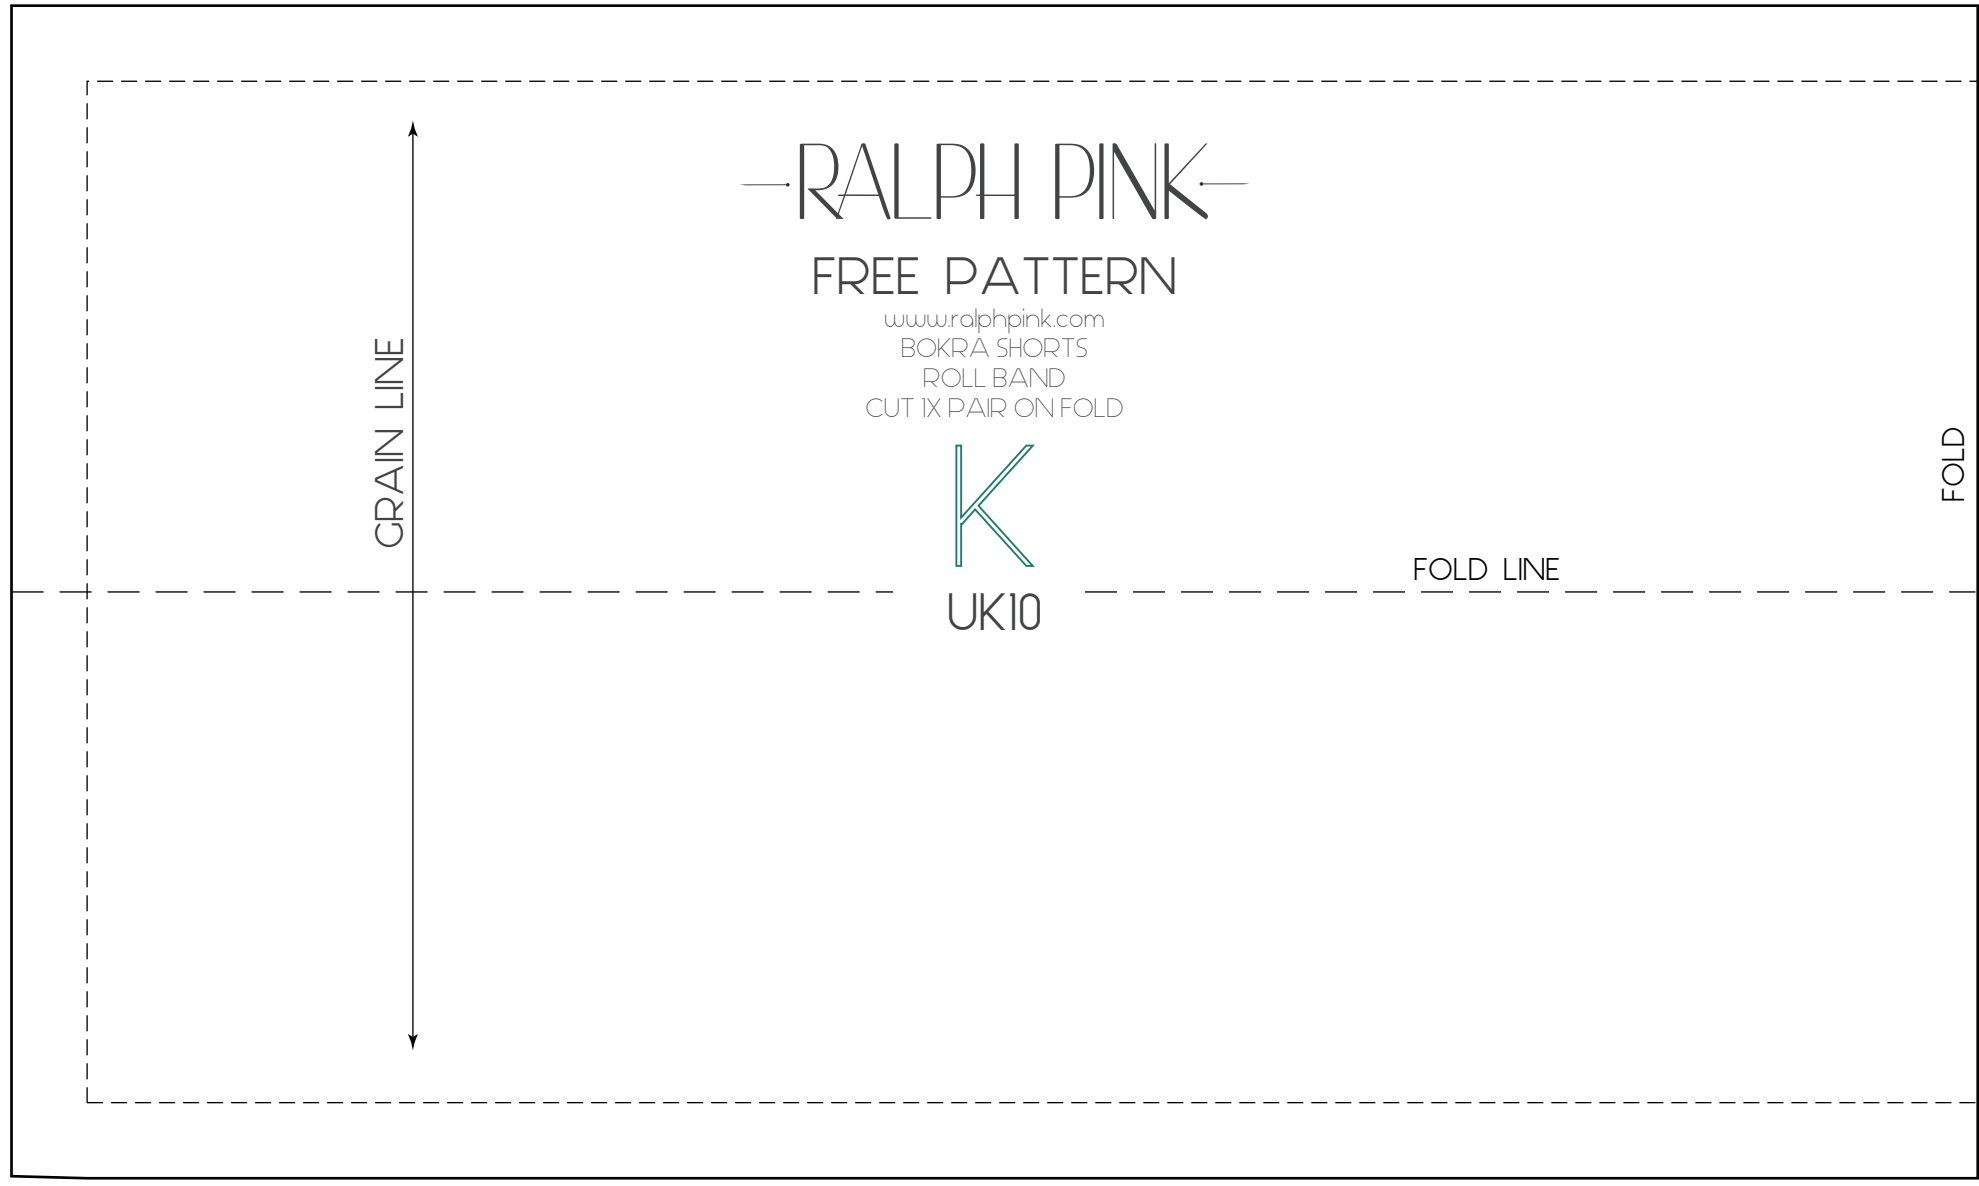 RALPH PINK
FREE PATTERN
www.ralphpink.com
BOKRA SHORTS
ROLL BAND
CUT 1X PAIR ON FOLD
K
UK10
GRAIN LINE
FOLD LINE
FOLD